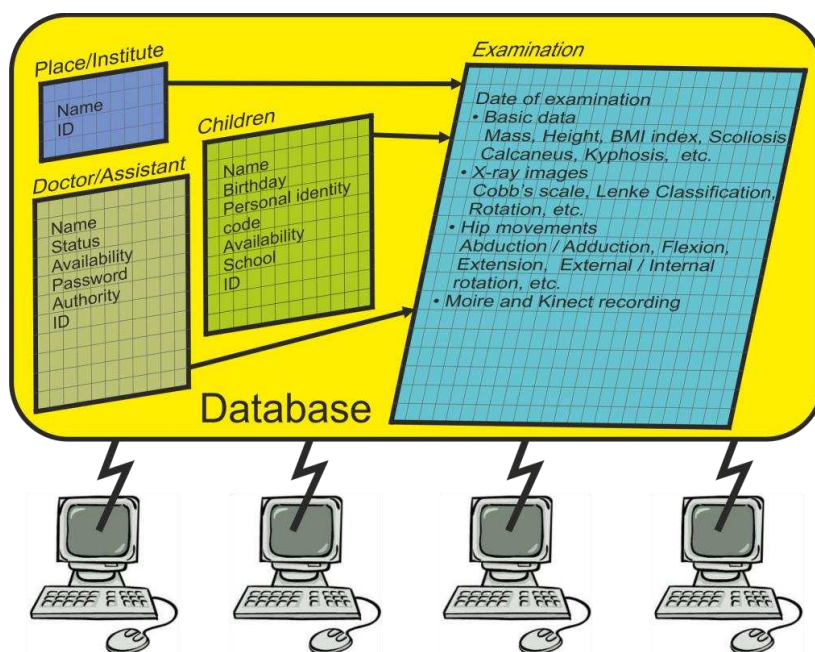 Place/Institute
Name
ID
Doctor/Assistant
Name
Status
Availability
Password
Authority
ID
Children
Name
Birthday
Personal identity
code
Availability
School
ID
Examination
Date of examination
• Basic data
Mass, Height, BMI index, Scoliosis
Calcaneus, Kyphosis, etc.
• X-ray images
Cobb's scale, Lenke Classification,
Rotation, etc.
• Hip movements
Abduction / Adduction, Flexion,
Extension, External / Internal
rotation, etc.
• Moire and Kinect recording
Database